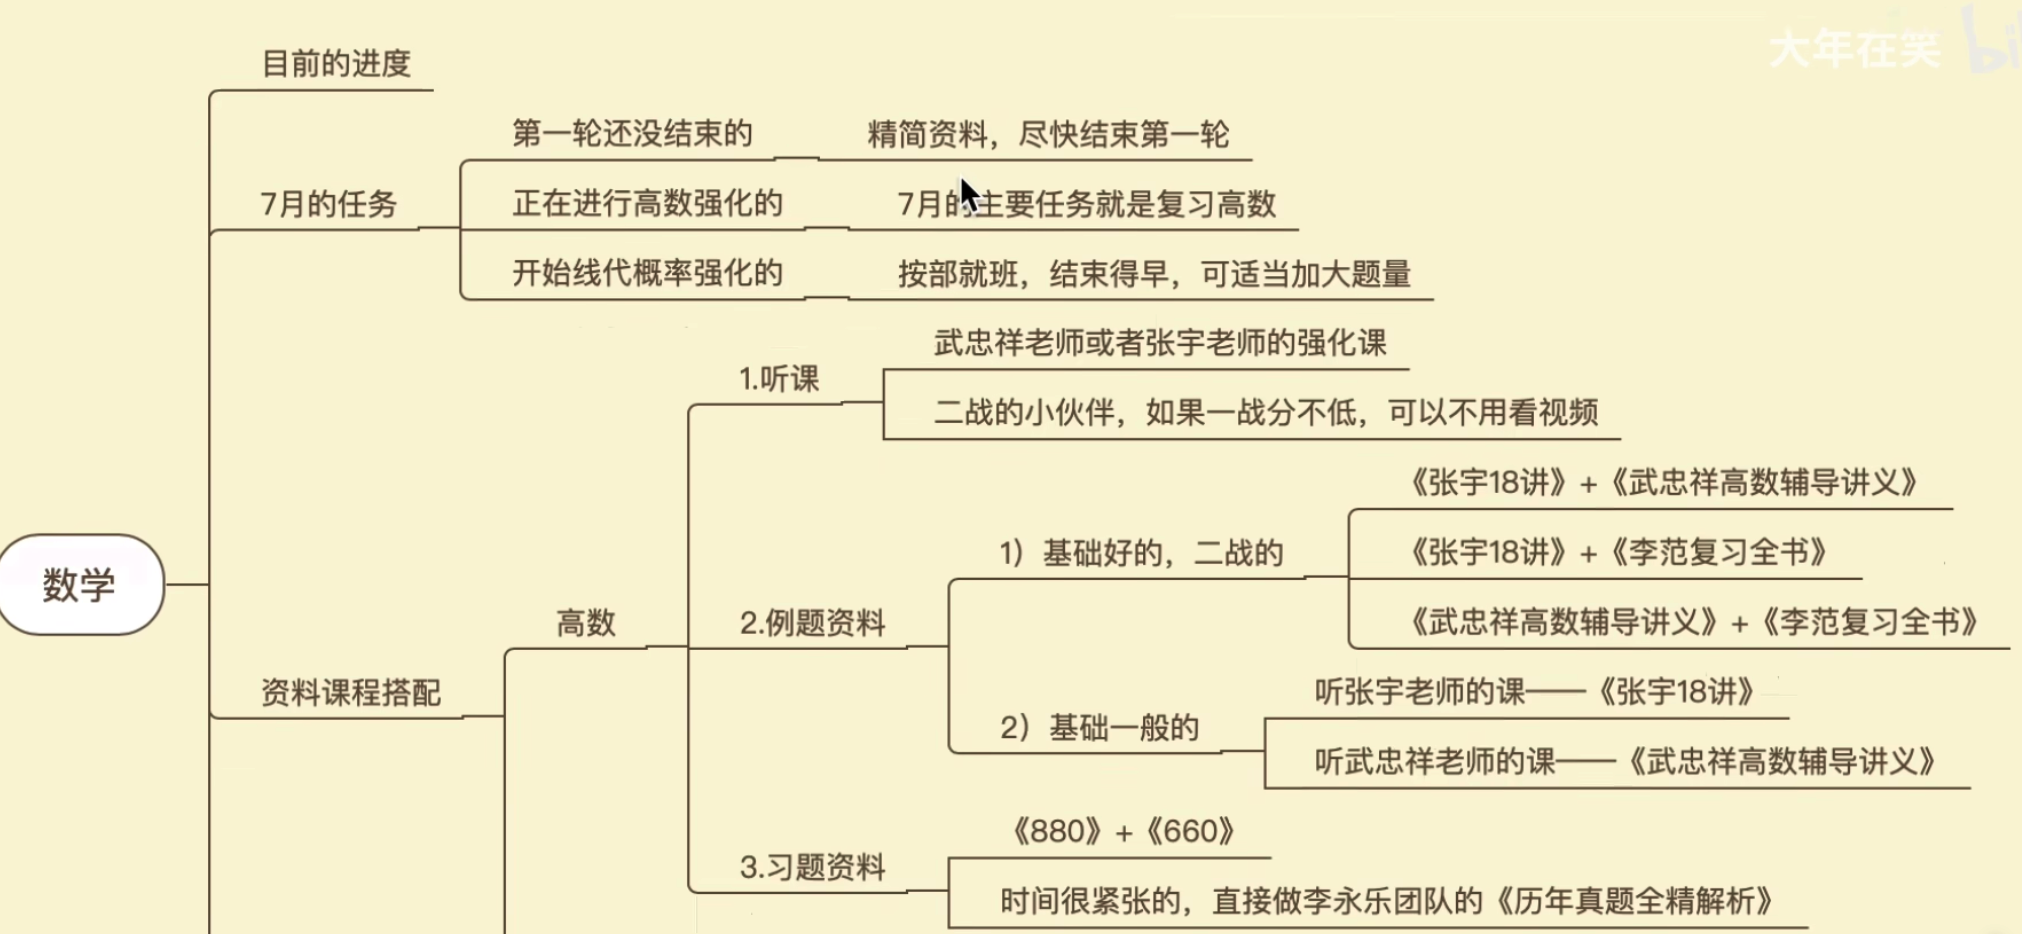 大年在笑 bi
目前的进度
第一轮还没结束的 精简资料，尽快结束第一轮
7月的任务 正在进行高数强化的 7月的主要任务就是复习高数
开始线代概率强化的 按部就班，结束得早，可适当加大题量
武忠祥老师或者张宇老师的强化课
1.听课
二战的小伙伴，如果一战分不低，可以不用看视频
《张宇18讲》+《武忠祥高数辅导讲义》
1）基础好的，二战的 《张宇18讲》+《李范复习全书》
数学
高数 2.例题资料 《武忠祥高数辅导讲义》+《李范复习全书》
资料课程搭配 听张宇老师的课——《张宇18讲》
2）基础一般的
听武忠祥老师的课——《武忠祥高数辅导讲义》
《880》+《660》
3.习题资料
时间很紧张的，直接做李永乐团队的《历年真题全精解析》